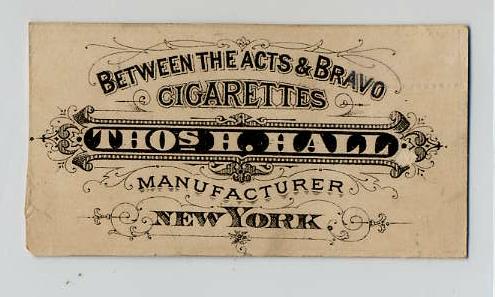 BETWEEN THE ACTS & BRAVO
CIGARETTES
THOS H. HALL
MANUFACTURER
NEW YORK